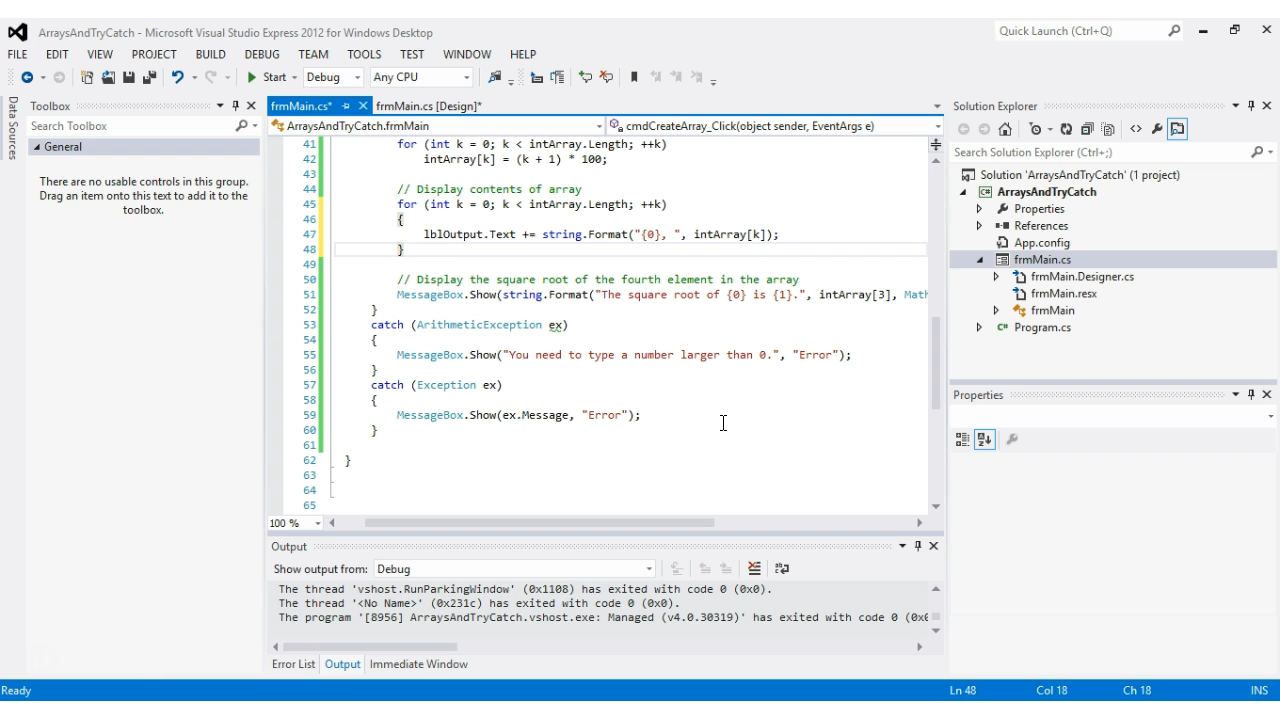 ArraysAndTryCatch - Microsoft Visual Studio Express 2012 for Windows Desktop
Quick Launch (Ctrl+Q)
FILE EDIT VIEW PROJECT BUILD DEBUG TEAM TOOLS TEST WINDOW HELP
Start Debug Any CPU
Data Sources
Toolbox
Search Toolbox
General
There are no usable controls in this group.
Drag an item onto this text to add it to the
toolbox.
frmMain.cs* frmMain.cs [Design]*
ArraysAndTryCatch.frmMain cmdCreateArray_Click(object sender, EventArgs e)
41 for (int k = 0; k < intArray.Length; ++k)
42 intArray[k] = (k + 1) * 100;
43
44 // Display contents of array
45 for (int k = 0; k < intArray.Length; ++k)
46 {
47 lblOutput.Text += string.Format("{0}, ", intArray[k]);
48 }
49
50 // Display the square root of the fourth element in the array
51 MessageBox.Show(string.Format("The square root of {0} is {1}.", intArray[3], Math
52 }
53 catch (ArithmeticException ex)
54 {
55 MessageBox.Show("You need to type a number larger than 0.", "Error");
56 }
57 catch (Exception ex)
58 {
59 MessageBox.Show(ex.Message, "Error");
60 }
61
62 }
63
64
65
100 %
Output
Show output from: Debug
The thread 'vshost.RunParkingWindow' (0x1108) has exited with code 0 (0x0).
The thread '<No Name>' (0x231c) has exited with code 0 (0x0).
The program '[8956] ArraysAndTryCatch.vshost.exe: Managed (v4.0.30319)' has exited with code 0 (0x0
Error List Output Immediate Window
Solution Explorer
Search Solution Explorer (Ctrl+;)
Solution 'ArraysAndTryCatch' (1 project)
ArraysAndTryCatch
Properties
References
App.config
frmMain.cs
frmMain.Designer.cs
frmMain.resx
frmMain
Program.cs
Properties
Ready Ln 48 Col 18 Ch 18 INS